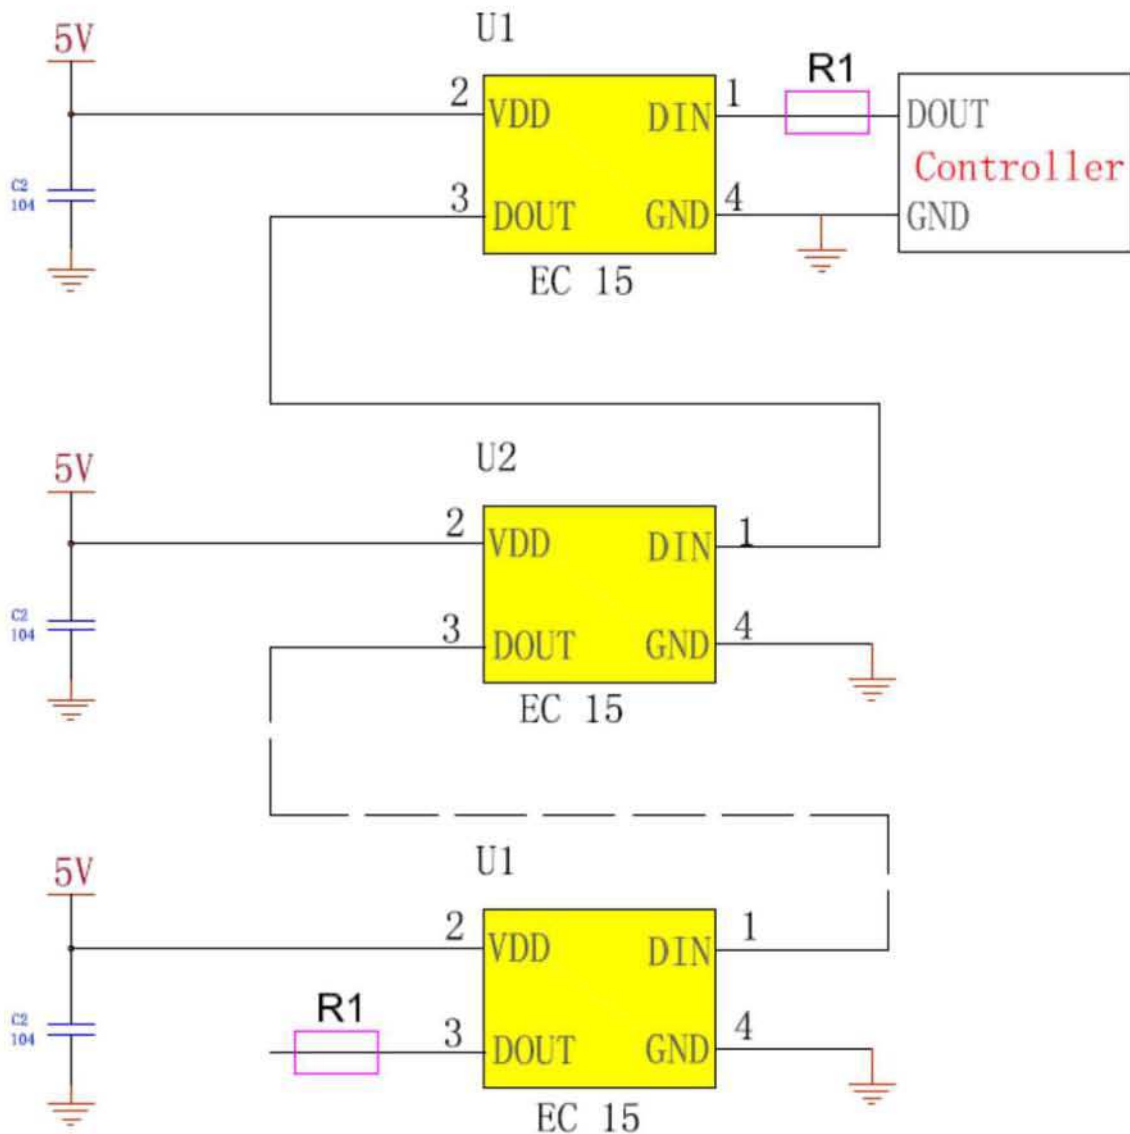 U1
5V
R1
2
VDD
DIN
1
DOUT
Controller
C2
104
3
DOUT
GND
4
GND
EC 15
U2
5V
2
VDD
DIN
1
C2
104
3
DOUT
GND
4
EC 15
U1
5V
2
VDD
DIN
1
R1
C2
104
3
DOUT
GND
4
EC 15